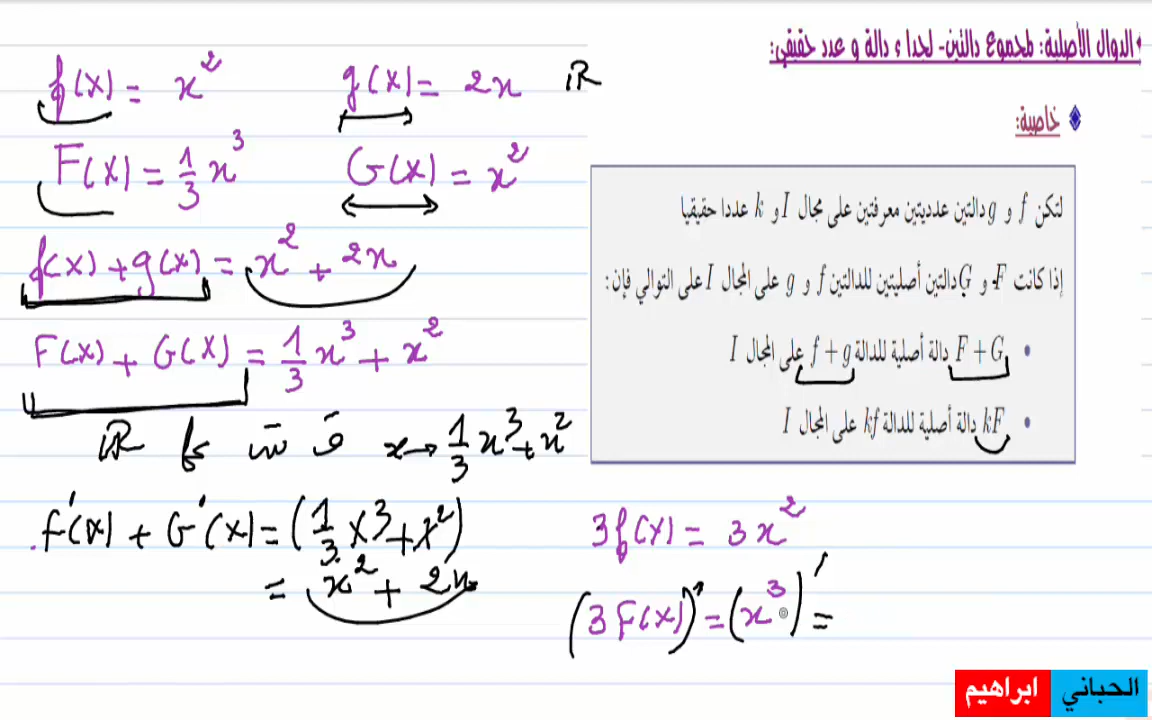 الدوال الأصلية: لمجموع دالتين- لجداء دالة و عدد حقيقي:
خاصية:
لتكن f و g دالتين عدديتين معرفتين على مجال I و k عددا حقيقيا
إذا كانت F و G دالتين أصليتين للدالتين f و g على المجال I على التوالي فإن:
• F + G دالة أصلية للدالة f + g على المجال I
• kF دالة أصلية للدالة kf على المجال I
f(x) = x² g(x) = 2x ℝ
F(x) = 1/3 x³ G(x) = x²
f(x) + g(x) = x² + 2x
F(x) + G(x) = 1/3 x³ + x²
x → 1/3 x³ + x² ق ش على ℝ
F'(x) + G'(x) = (1/3 x³ + x²)'
= x² + 2x
3f(x) = 3x²
(3F(x))' = (x³)' =
ابراهيم الحباني